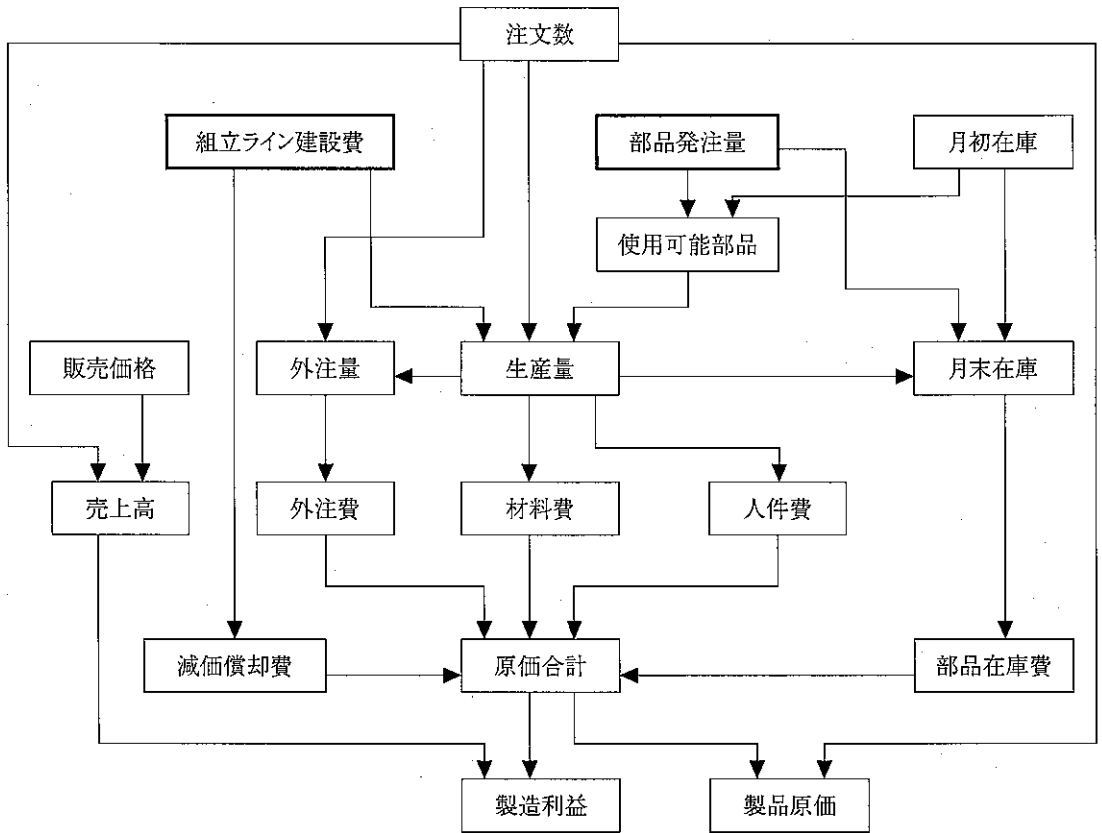 注文数
組立ライン建設費
部品発注量
月初在庫
使用可能部品
販売価格
外注量
生産量
月末在庫
売上高
外注費
材料費
人件費
減価償却費
原価合計
部品在庫費
製造利益
製品原価